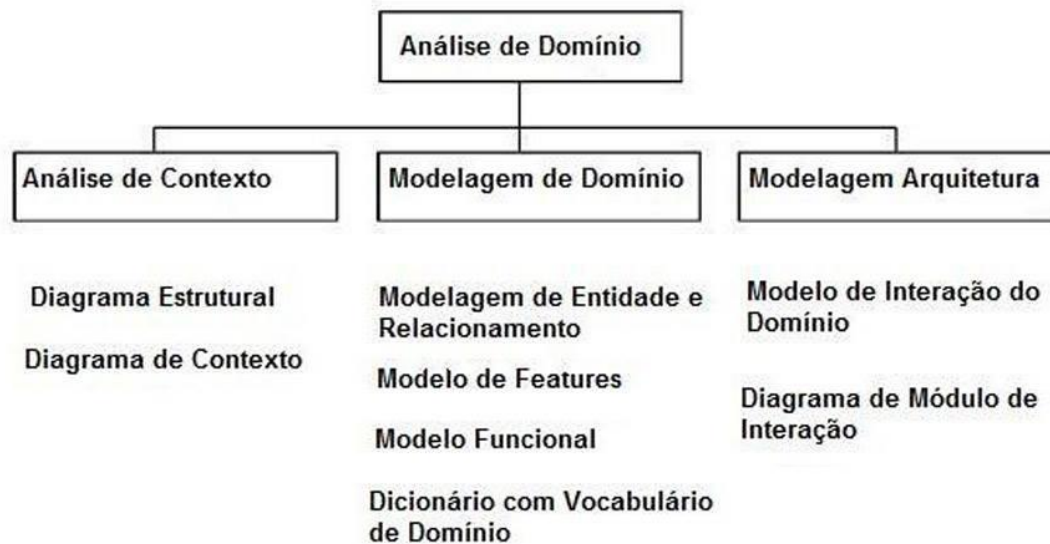 Análise de Domínio
Análise de Contexto
Modelagem de Domínio
Modelagem Arquitetura
Diagrama Estrutural
Diagrama de Contexto
Modelagem de Entidade e
Relacionamento
Modelo de Features
Modelo Funcional
Dicionário com Vocabulário
de Domínio
Modelo de Interação do
Domínio
Diagrama de Módulo de
Interação